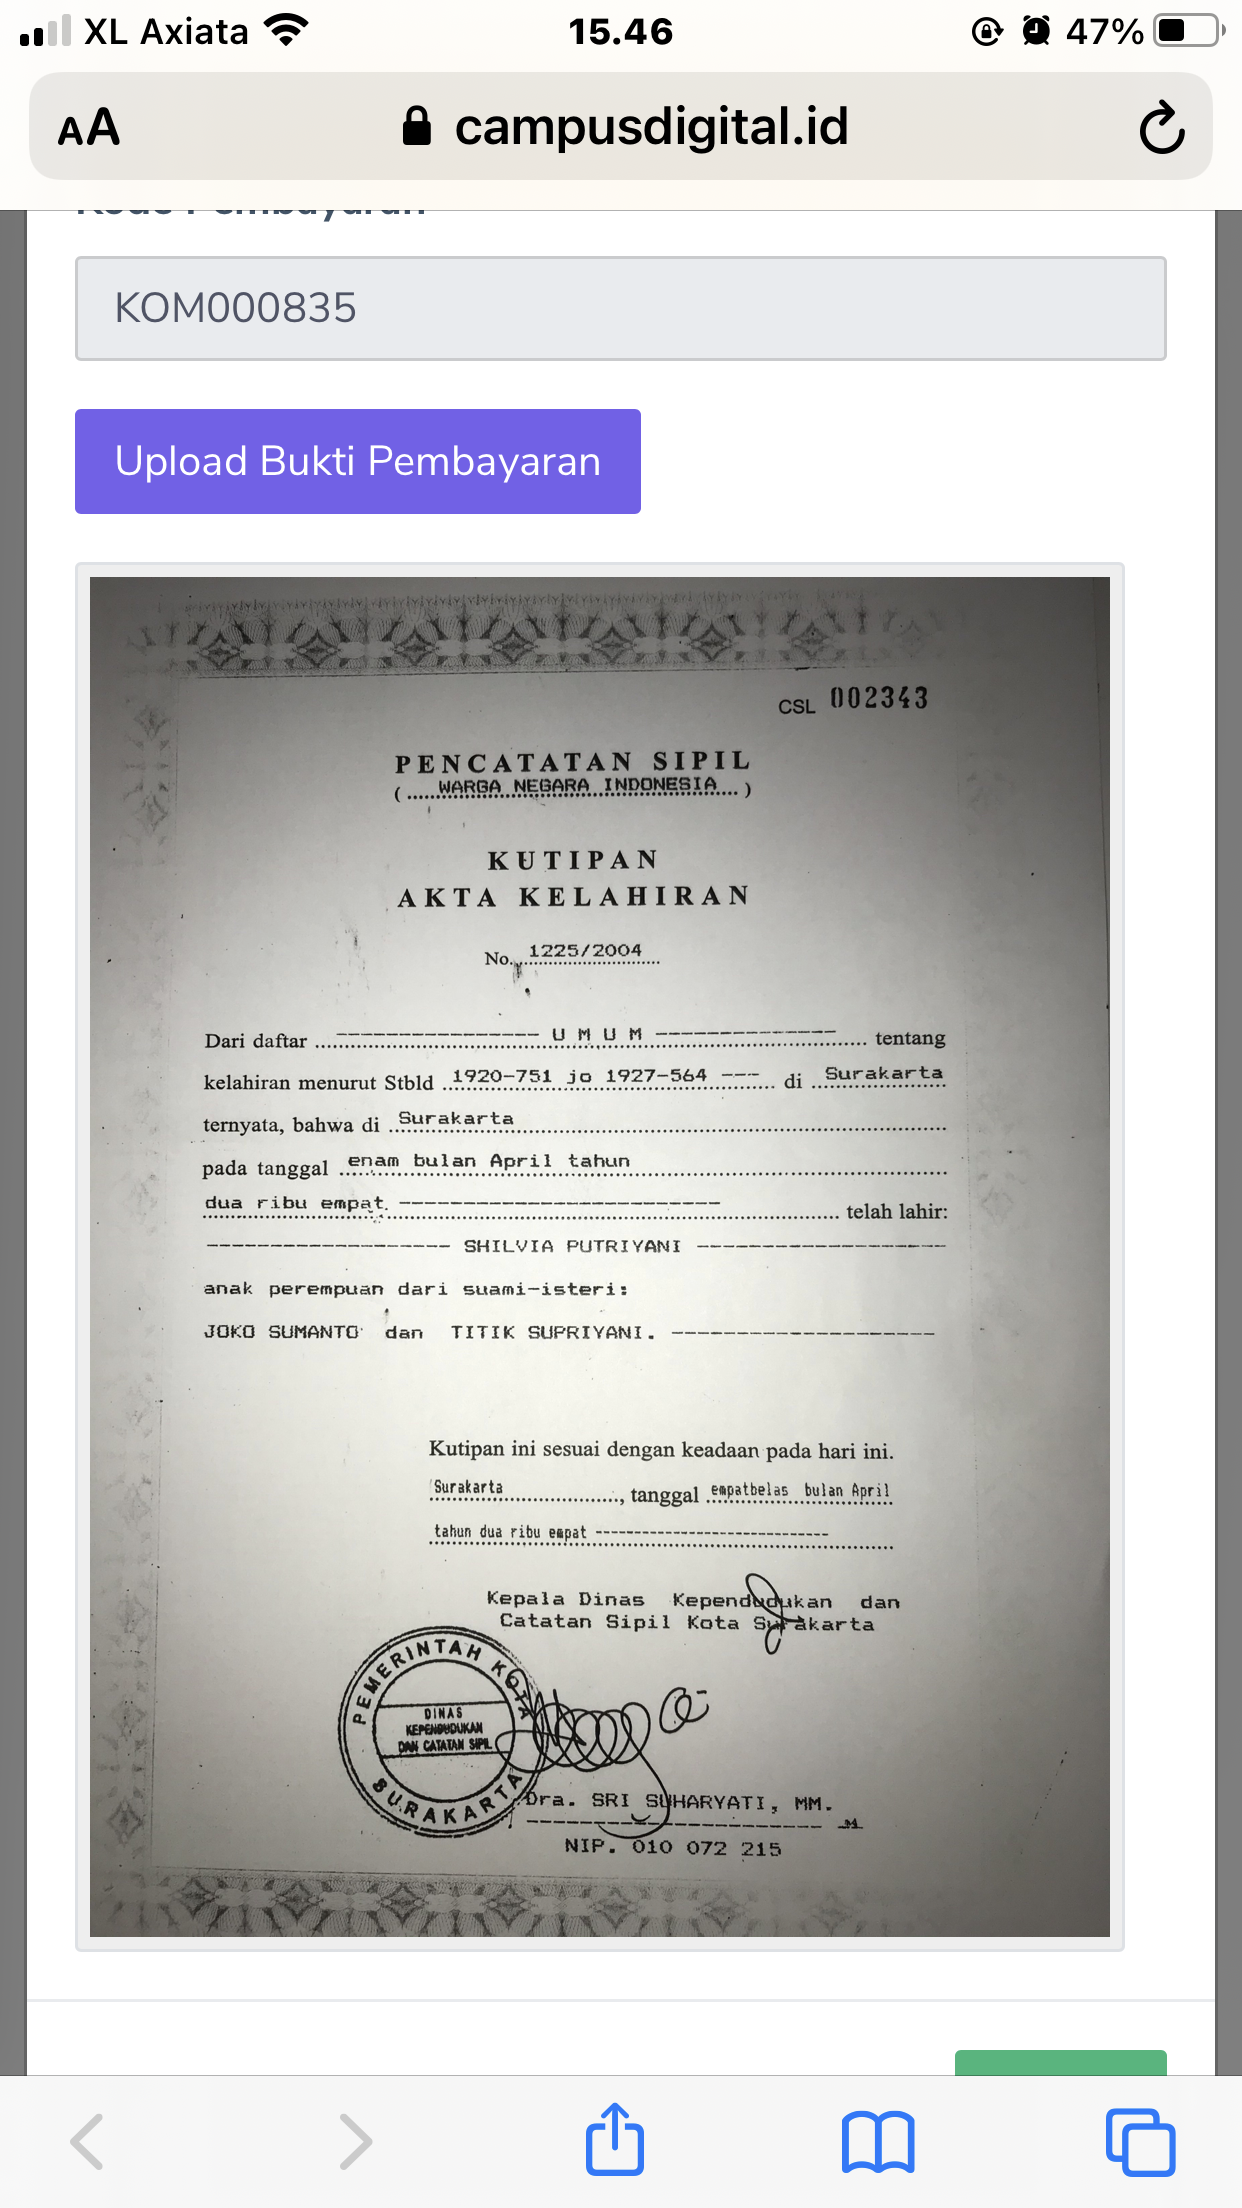 XL Axiata
15.46
47%
AA
campusdigital.id
Kode Pembayaran
KOM000835
Upload Bukti Pembayaran
CSL 002343
PENCATATAN SIPIL
( WARGA NEGARA INDONESIA )
KUTIPAN
AKTA KELAHIRAN
No. 1225/2004
Dari daftar ---------------- U M U M -------------- tentang
kelahiran menurut Stbld 1920-751 jo 1927-564 --- di Surakarta
ternyata, bahwa di Surakarta
pada tanggal enam bulan April tahun
dua ribu empat. ------------------------- telah lahir:
------------------- SHILVIA PUTRIYANI -------------------
anak perempuan dari suami-isteri:
JOKO SUMANTO dan TITIK SUPRIYANI. ---------------------
Kutipan ini sesuai dengan keadaan pada hari ini.
Surakarta, tanggal empatbelas bulan April
tahun dua ribu empat ------------------------------
Kepala Dinas Kependudukan dan
Catatan Sipil Kota Surakarta
PEMERINTAH KOTA
DINAS
KEPENDUDUKAN
DAN CATATAN SIPIL
SURAKARTA
Dra. SRI SUHARYATI, MM.
NIP. 010 072 215